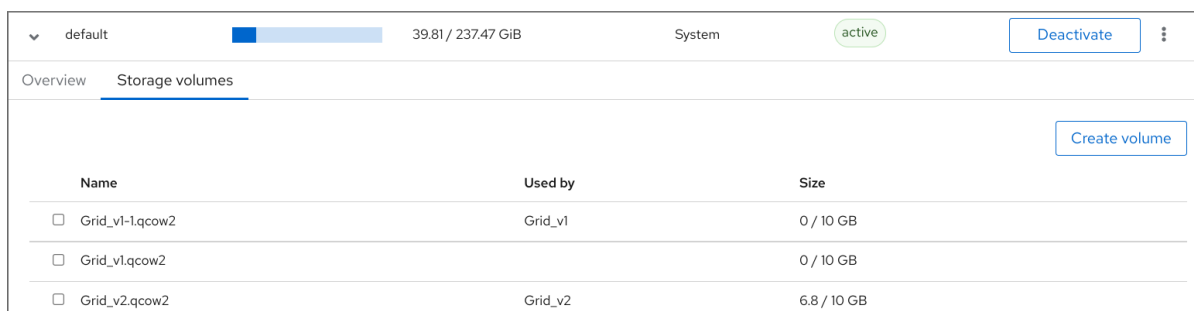 default 39.81 / 237.47 GiB System active Deactivate
Overview Storage volumes
Create volume
Name Used by Size
Grid_v1-1.qcow2 Grid_v1 0 / 10 GB
Grid_v1.qcow2 0 / 10 GB
Grid_v2.qcow2 Grid_v2 6.8 / 10 GB